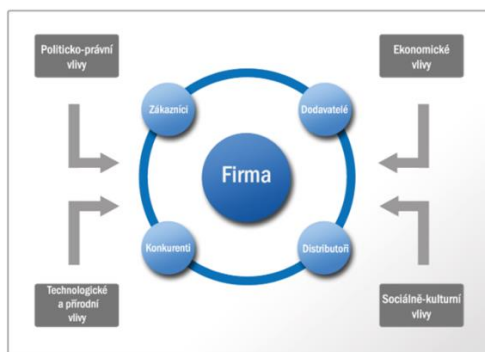 Politicko-právní
vlivy
Ekonomické
vlivy
Zákazníci
Dodavatelé
Firma
Konkurenti
Distributoři
Technologické
a přírodní
vlivy
Sociálně-kulturní
vlivy